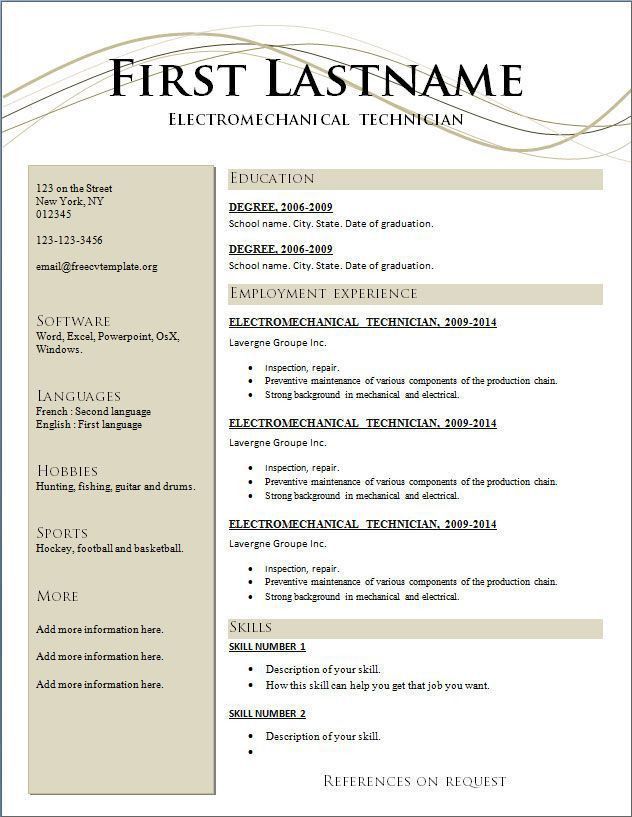 First Lastname
Electromechanical technician
123 on the Street
New York, NY
012345
123-123-3456
email@freecvtemplate.org
Software
Word, Excel, Powerpoint, OsX,
Windows.
Languages
French : Second language
English : First language
Hobbies
Hunting, fishing, guitar and drums.
Sports
Hockey, football and basketball.
More
Add more information here.
Add more information here.
Add more information here.
Education
DEGREE, 2006-2009
School name. City. State. Date of graduation.
DEGREE, 2006-2009
School name. City. State. Date of graduation.
Employment experience
ELECTROMECHANICAL TECHNICIAN, 2009-2014
Lavergne Groupe Inc.
• Inspection, repair.
• Preventive maintenance of various components of the production chain.
• Strong background in mechanical and electrical.
ELECTROMECHANICAL TECHNICIAN, 2009-2014
Lavergne Groupe Inc.
• Inspection, repair.
• Preventive maintenance of various components of the production chain.
• Strong background in mechanical and electrical.
ELECTROMECHANICAL TECHNICIAN, 2009-2014
Lavergne Groupe Inc.
• Inspection, repair.
• Preventive maintenance of various components of the production chain.
• Strong background in mechanical and electrical.
Skills
SKILL NUMBER 1
• Description of your skill.
• How this skill can help you get that job you want.
SKILL NUMBER 2
• Description of your skill.
•
References on request